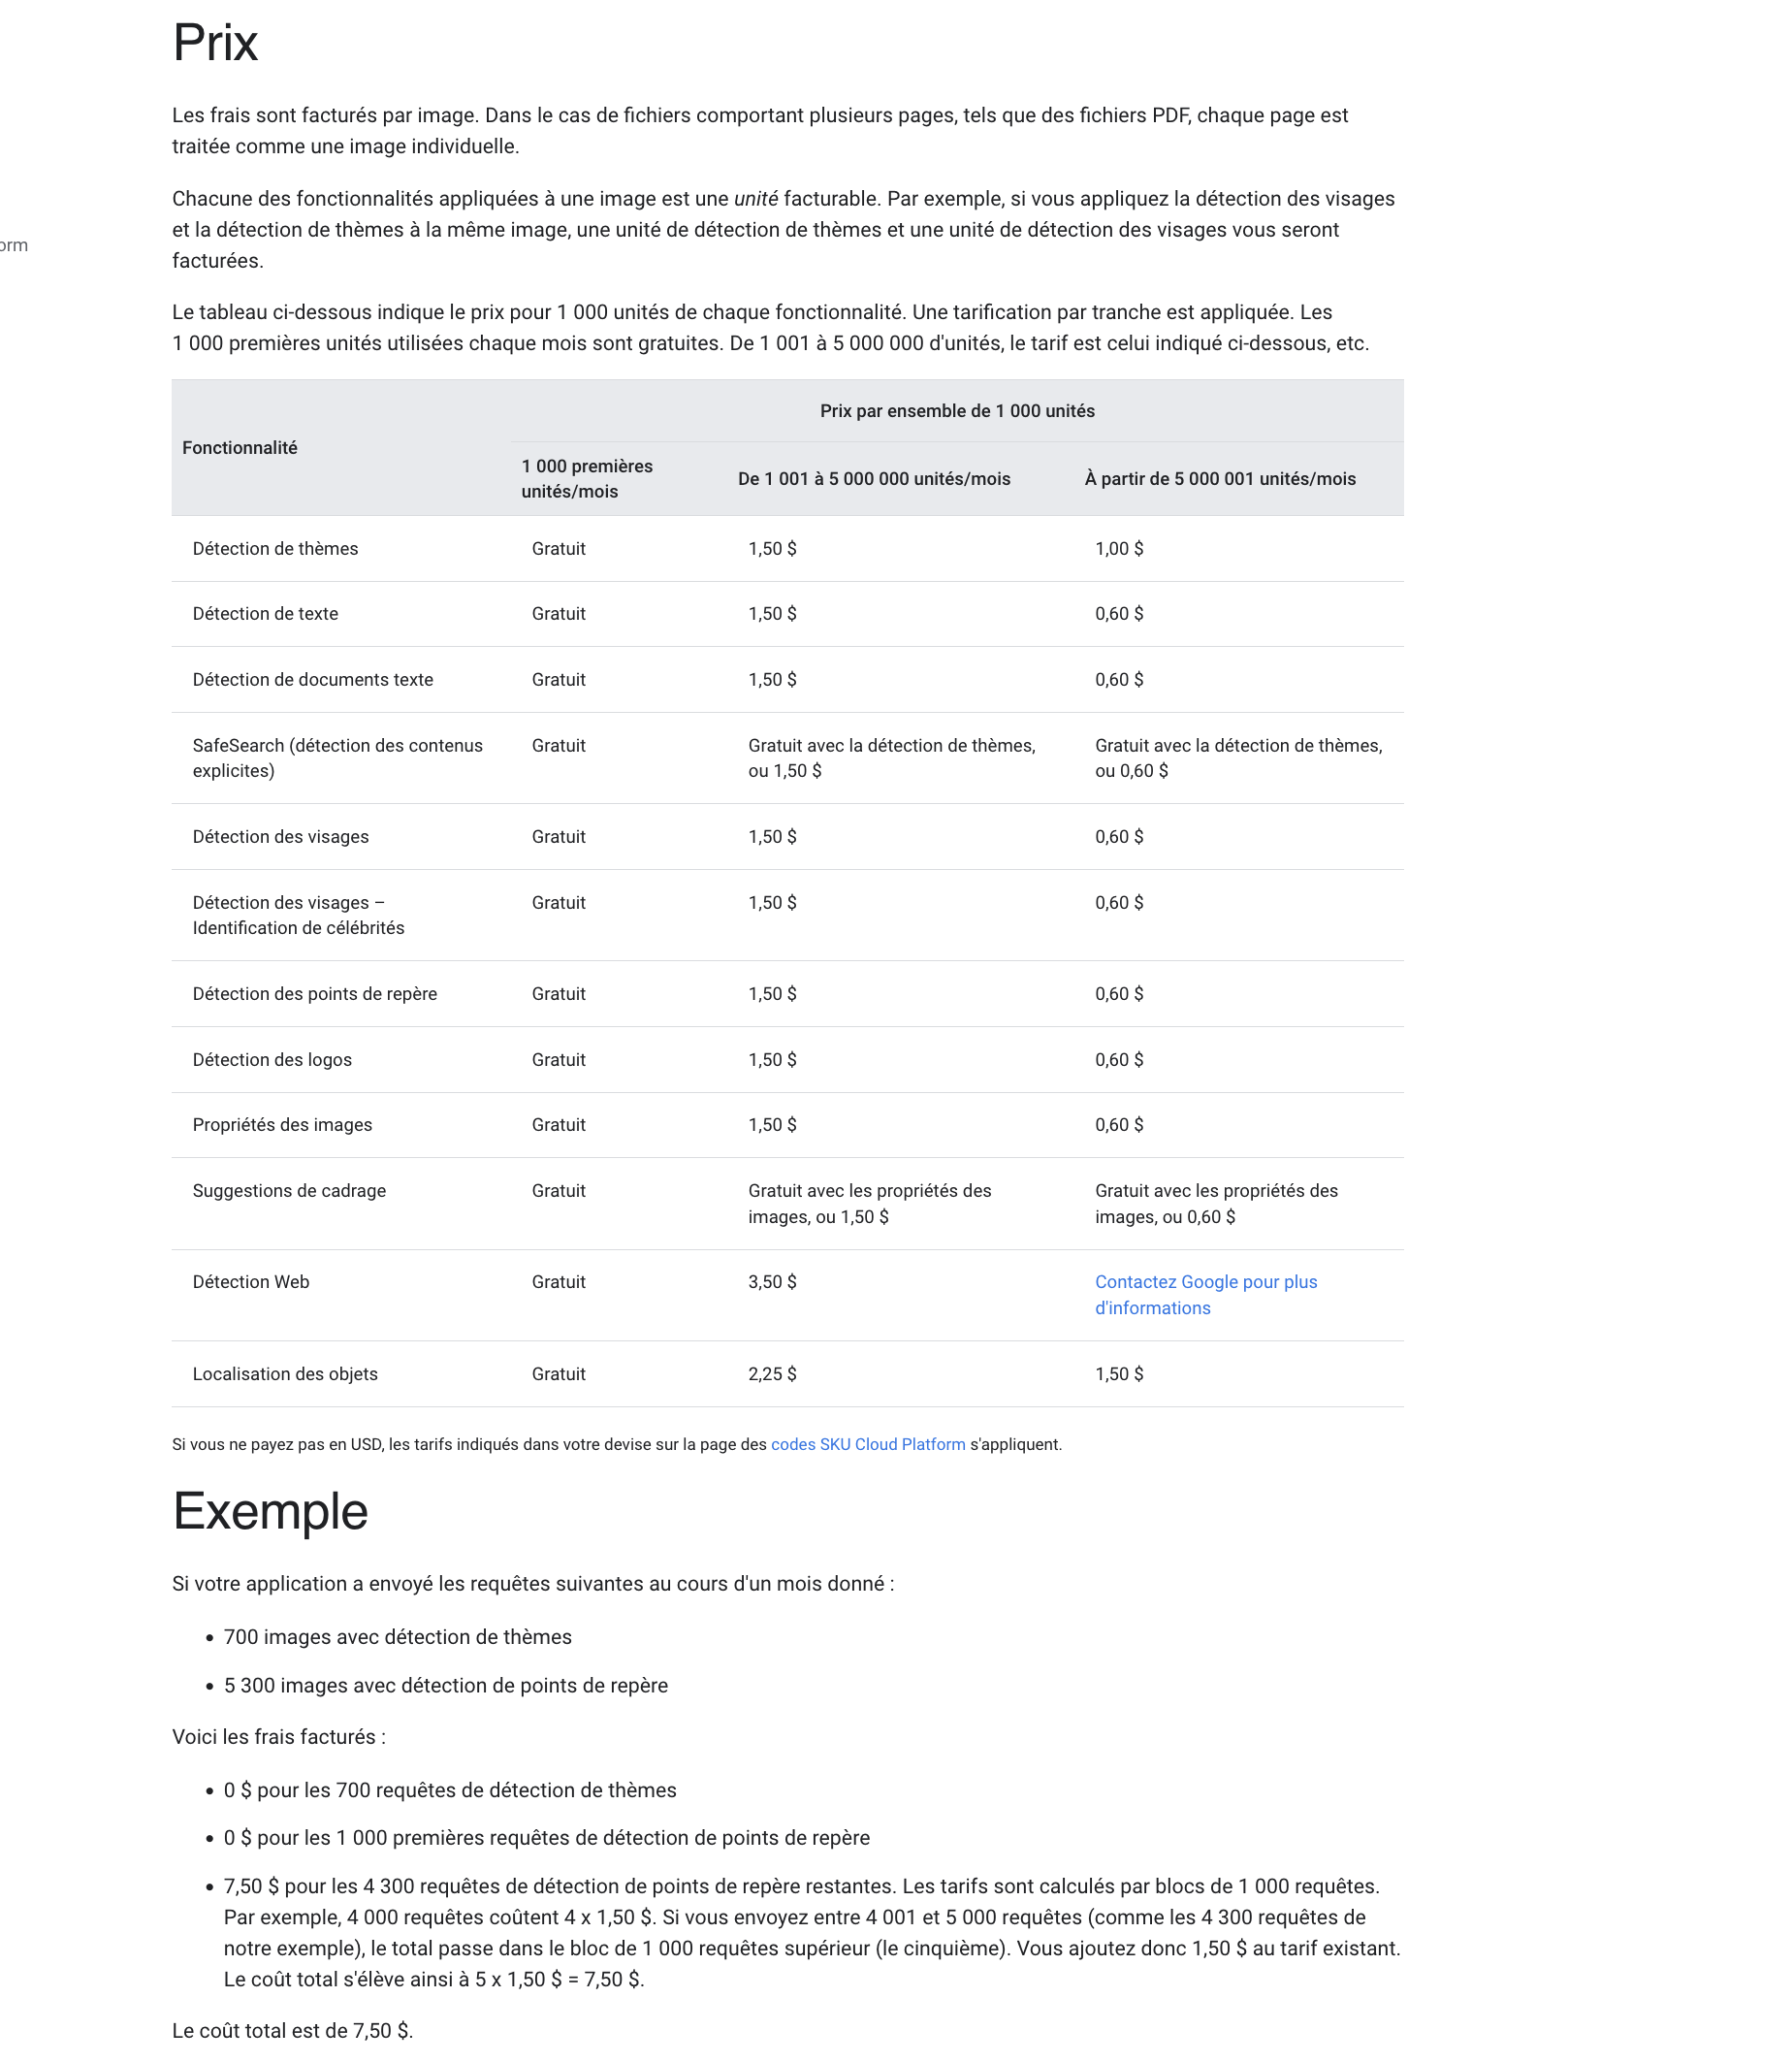 Prix
Les frais sont facturés par image. Dans le cas de fichiers comportant plusieurs pages, tels que des fichiers PDF, chaque page est
traitée comme une image individuelle.
Chacune des fonctionnalités appliquées à une image est une unité facturable. Par exemple, si vous appliquez la détection des visages
et la détection de thèmes à la même image, une unité de détection de thèmes et une unité de détection des visages vous seront
orm
facturées.
Le tableau ci-dessous indique le prix pour 1 000 unités de chaque fonctionnalité. Une tarification par tranche est appliquée. Les
1 000 premières unités utilisées chaque mois sont gratuites. De 1 001 à 5 000 000 d'unités, le tarif est celui indiqué ci-dessous, etc.
Prix par ensemble de 1 000 unités
Fonctionnalité
1 000 premières
unités/mois
De 1 001 à 5 000 000 unités/mois
À partir de 5 000 001 unités/mois
Détection de thèmes Gratuit 1,50 $ 1,00 $
Détection de texte Gratuit 1,50 $ 0,60 $
Détection de documents texte Gratuit 1,50 $ 0,60 $
SafeSearch (détection des contenus Gratuit Gratuit avec la détection de thèmes, Gratuit avec la détection de thèmes,
explicites) ou 1,50 $ ou 0,60 $
Détection des visages Gratuit 1,50 $ 0,60 $
Détection des visages – Gratuit 1,50 $ 0,60 $
Identification de célébrités
Détection des points de repère Gratuit 1,50 $ 0,60 $
Détection des logos Gratuit 1,50 $ 0,60 $
Propriétés des images Gratuit 1,50 $ 0,60 $
Suggestions de cadrage Gratuit Gratuit avec les propriétés des Gratuit avec les propriétés des
images, ou 1,50 $ images, ou 0,60 $
Détection Web Gratuit 3,50 $ Contactez Google pour plus
d'informations
Localisation des objets Gratuit 2,25 $ 1,50 $
Si vous ne payez pas en USD, les tarifs indiqués dans votre devise sur la page des codes SKU Cloud Platform s'appliquent.
Exemple
Si votre application a envoyé les requêtes suivantes au cours d'un mois donné :
• 700 images avec détection de thèmes
• 5 300 images avec détection de points de repère
Voici les frais facturés :
• 0 $ pour les 700 requêtes de détection de thèmes
• 0 $ pour les 1 000 premières requêtes de détection de points de repère
• 7,50 $ pour les 4 300 requêtes de détection de points de repère restantes. Les tarifs sont calculés par blocs de 1 000 requêtes.
Par exemple, 4 000 requêtes coûtent 4 x 1,50 $. Si vous envoyez entre 4 001 et 5 000 requêtes (comme les 4 300 requêtes de
notre exemple), le total passe dans le bloc de 1 000 requêtes supérieur (le cinquième). Vous ajoutez donc 1,50 $ au tarif existant.
Le coût total s'élève ainsi à 5 x 1,50 $ = 7,50 $.
Le coût total est de 7,50 $.